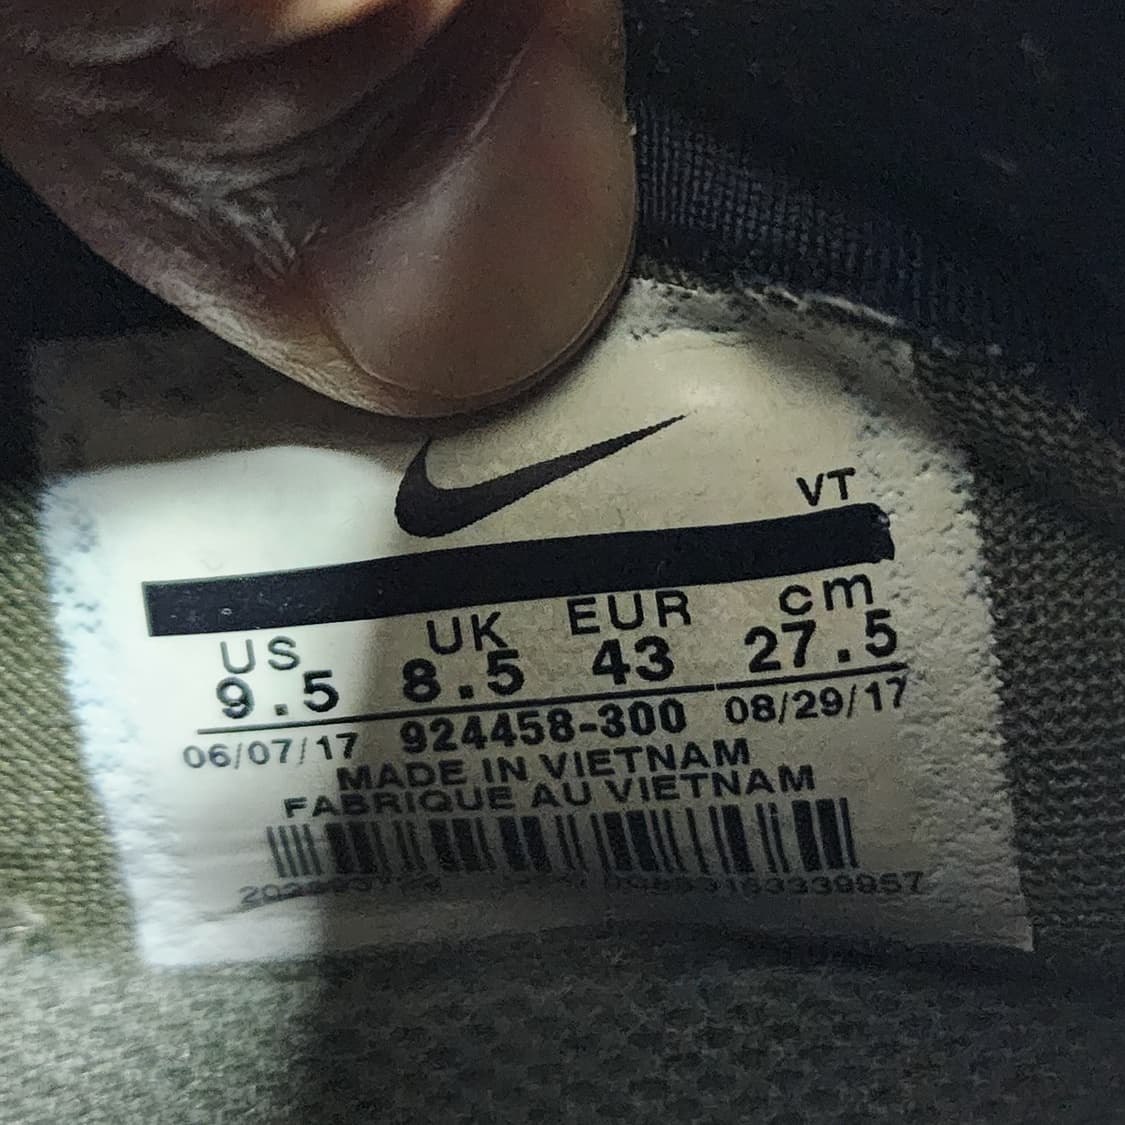 VT
US UK EUR cm
9.5 8.5 43 27.5
06/07/17 924458-300 08/29/17
MADE IN VIETNAM
FABRIQUE AU VIETNAM